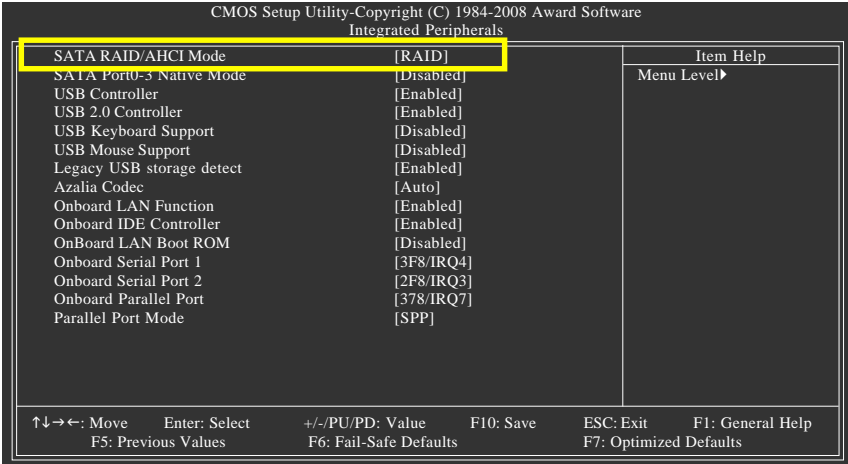 CMOS Setup Utility-Copyright (C) 1984-2008 Award Software
Integrated Peripherals
SATA RAID/AHCI Mode [RAID] Item Help
SATA Port0-3 Native Mode [Disabled] Menu Level▶
USB Controller [Enabled]
USB 2.0 Controller [Enabled]
USB Keyboard Support [Disabled]
USB Mouse Support [Disabled]
Legacy USB storage detect [Enabled]
Azalia Codec [Auto]
Onboard LAN Function [Enabled]
Onboard IDE Controller [Enabled]
OnBoard LAN Boot ROM [Disabled]
Onboard Serial Port 1 [3F8/IRQ4]
Onboard Serial Port 2 [2F8/IRQ3]
Onboard Parallel Port [378/IRQ7]
Parallel Port Mode [SPP]
↑↓→←: Move Enter: Select +/-/PU/PD: Value F10: Save ESC: Exit F1: General Help
F5: Previous Values F6: Fail-Safe Defaults F7: Optimized Defaults